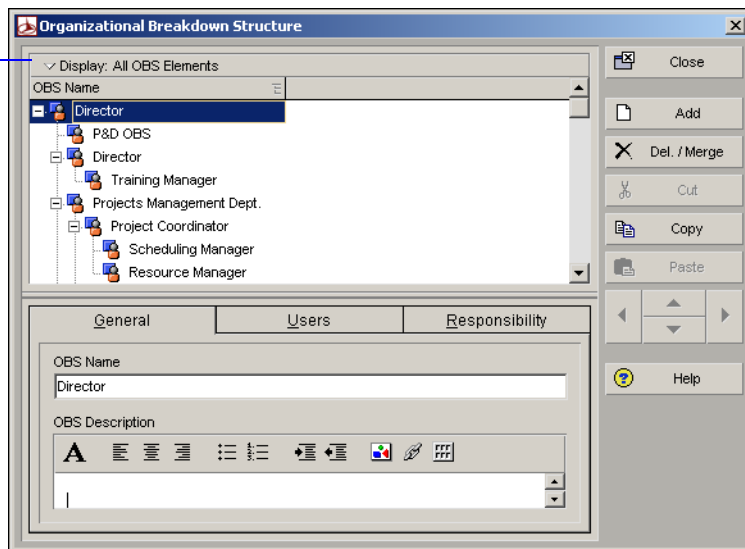 Organizational Breakdown Structure
Display: All OBS Elements
OBS Name
Director
P&D OBS
Director
Training Manager
Projects Management Dept.
Project Coordinator
Scheduling Manager
Resource Manager
General Users Responsibility
OBS Name
Director
OBS Description
A
Close
Add
Del. / Merge
Cut
Copy
Paste
Help